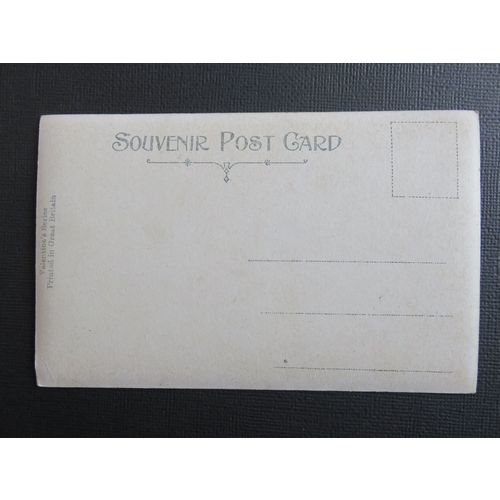 SOUVENIR POST CARD
Valentine's Series
Printed in Great Britain